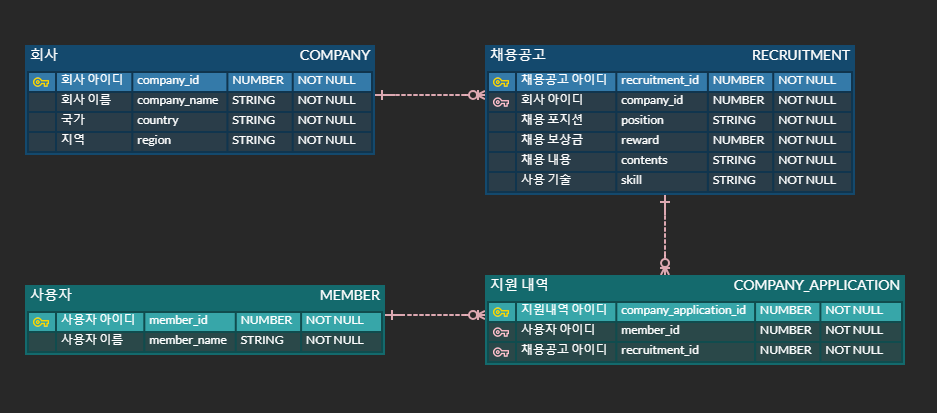 회사 COMPANY
회사 아이디 company_id NUMBER NOT NULL
회사 이름 company_name STRING NOT NULL
국가 country STRING NOT NULL
지역 region STRING NOT NULL
채용공고 RECRUITMENT
채용공고 아이디 recruitment_id NUMBER NOT NULL
회사 아이디 company_id NUMBER NOT NULL
채용 포지션 position STRING NOT NULL
채용 보상금 reward NUMBER NOT NULL
채용 내용 contents STRING NOT NULL
사용 기술 skill STRING NOT NULL
사용자 MEMBER
사용자 아이디 member_id NUMBER NOT NULL
사용자 이름 member_name STRING NOT NULL
지원 내역 COMPANY_APPLICATION
지원내역 아이디 company_application_id NUMBER NOT NULL
사용자 아이디 member_id NUMBER NOT NULL
채용공고 아이디 recruitment_id NUMBER NOT NULL